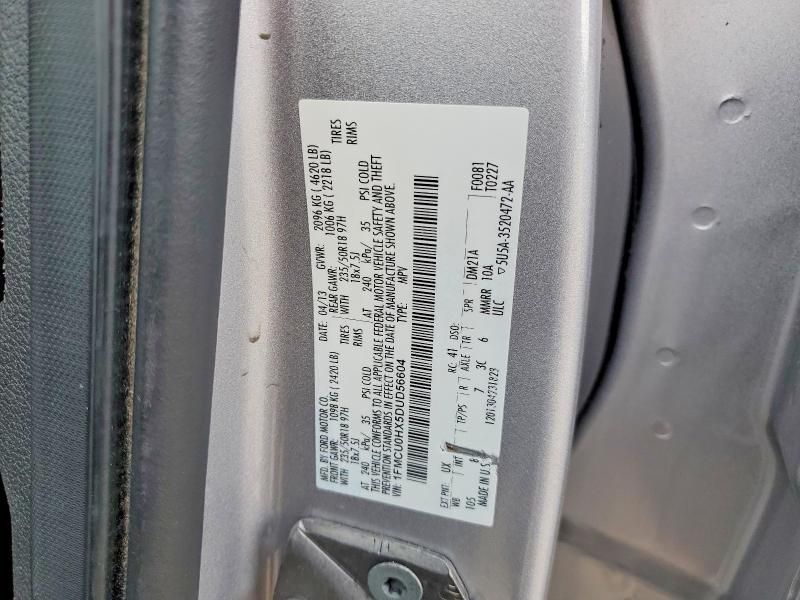 MFD. BY FORD MOTOR CO.
DATE: 04/13 GVWR: 2096 KG ( 4620 LB)
FRONT GAWR: 1098 KG ( 2420 LB) REAR GAWR: 1006 KG ( 2218 LB)
WITH 235/50R18 97H TIRES WITH 235/50R18 97H TIRES
18x7.5J RIMS 18x7.5J RIMS
AT 240 kPa/ 35 PSI COLD AT 240 kPa/ 35 PSI COLD
THIS VEHICLE CONFORMS TO ALL APPLICABLE FEDERAL MOTOR VEHICLE SAFETY AND THEFT
PREVENTION STANDARDS IN EFFECT ON THE DATE OF MANUFACTURE SHOWN ABOVE.
VIN: 1FMCU0HX5DUD56604 TYPE: MPV
EXT PNT: UX RC: 41 DSO: F0081
WB INT TP/PS R AXLE TR SPR DM21A T0227
105 8 7 3C 6 MMRR 10A
MADE IN U.S. ULC ▽5U5A-3520472-AA
120130423182З